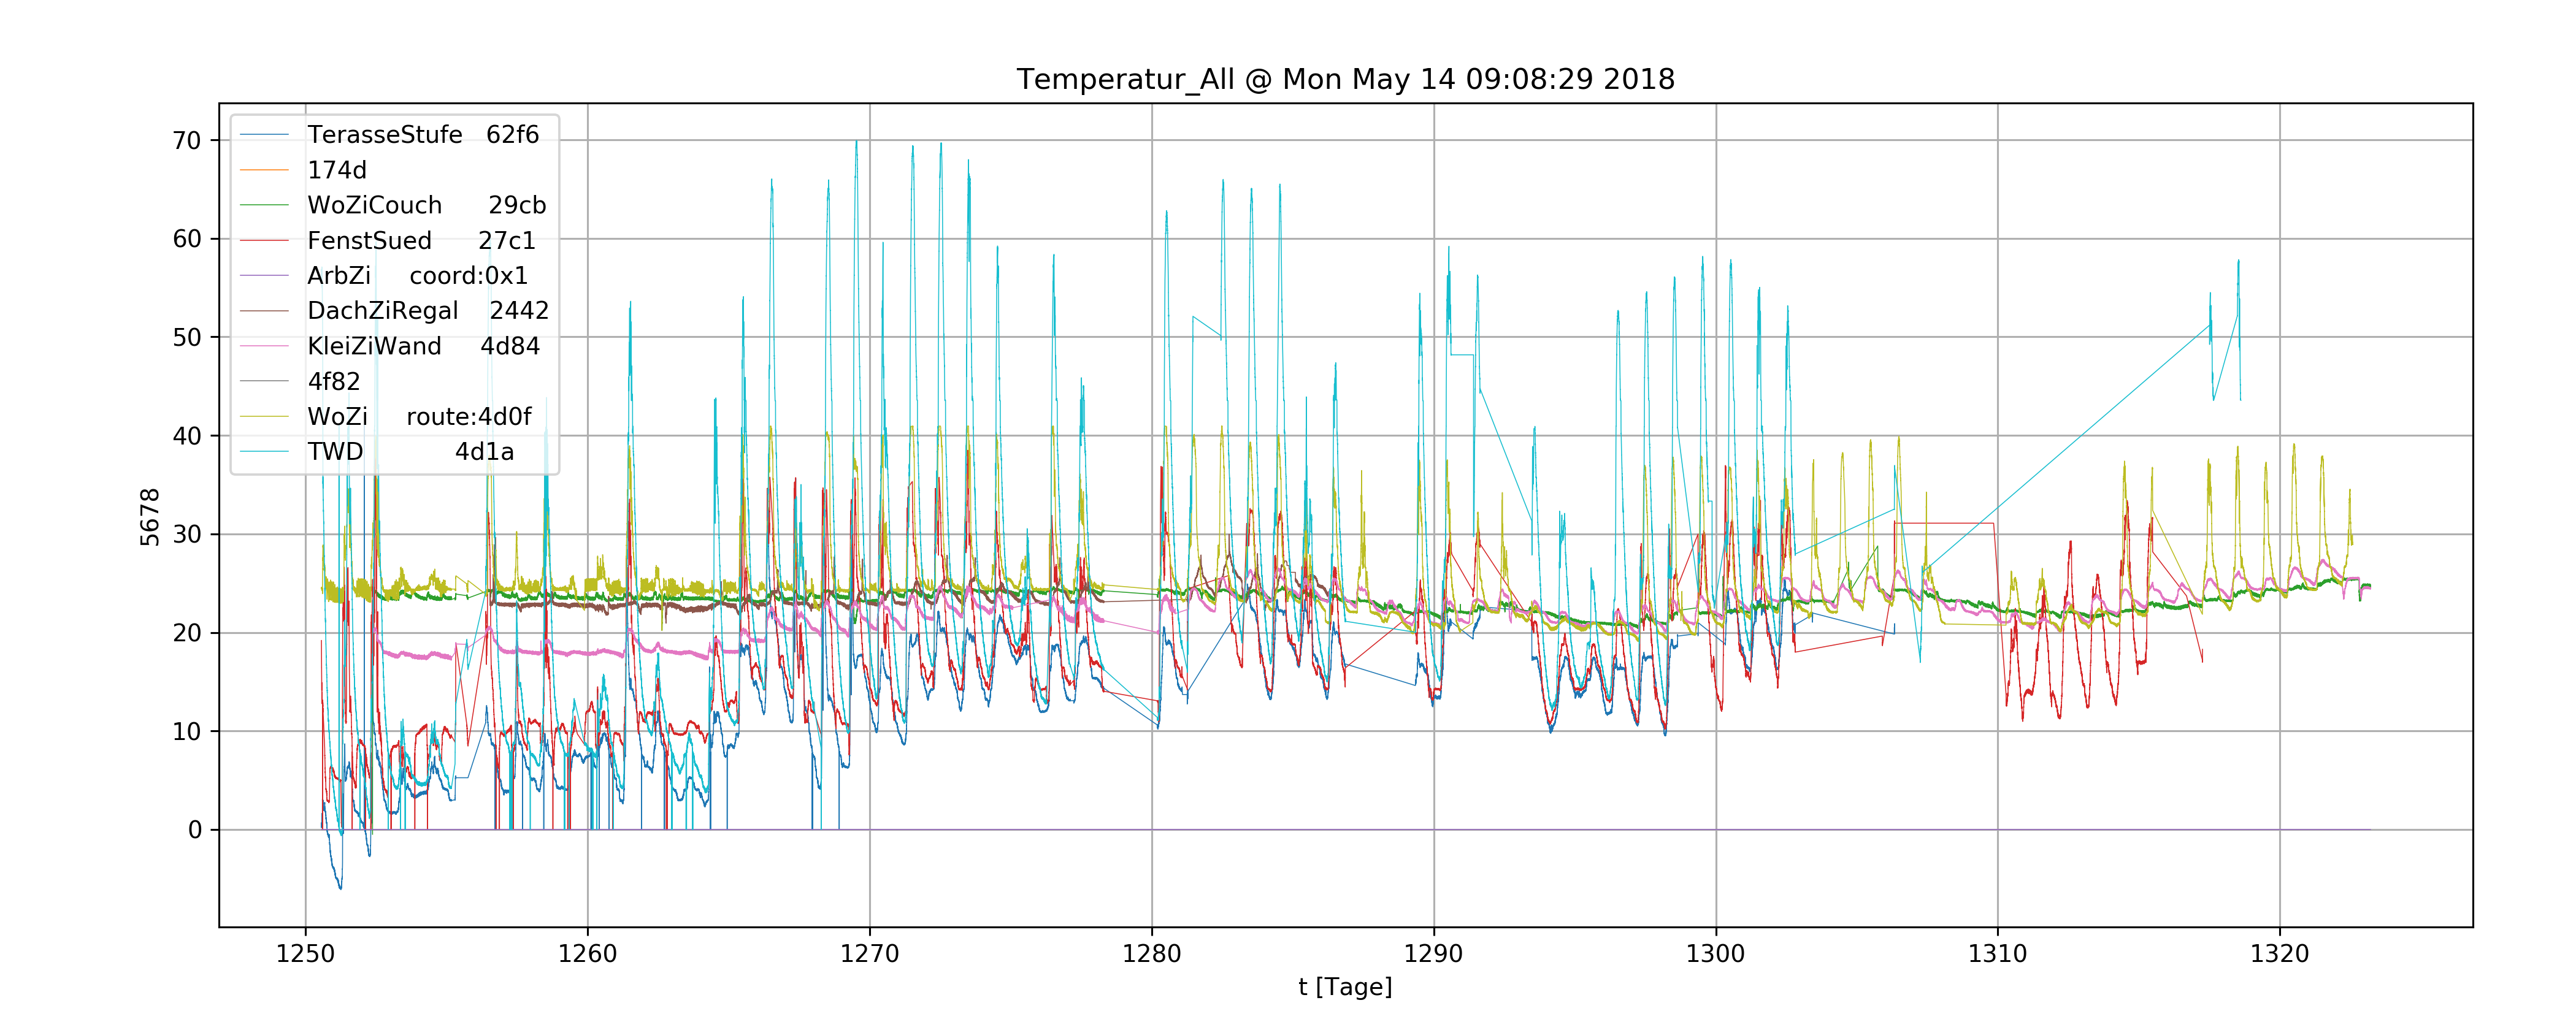 Temperatur_All @ Mon May 14 09:08:29 2018
70
60
50
40
30
20
10
0
5678
TerasseStufe 62f6
174d
WoZiCouch 29cb
FenstSued 27c1
ArbZi coord:0x1
DachZiRegal 2442
KleiZiWand 4d84
4f82
WoZi route:4d0f
TWD 4d1a
1250 1260 1270 1280 1290 1300 1310 1320
t [Tage]